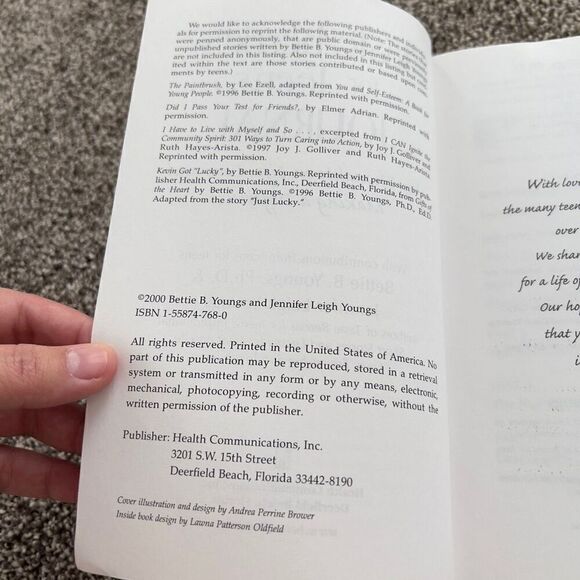 We would like to acknowledge the following publishers and individu-
als for permission to reprint the following material. (Note: The stories that
were penned anonymously, that are public domain or were previously
unpublished stories written by Bettie B. Youngs or Jennifer Leigh Youngs
are not included in this listing. Also not included in this listing but cred-
ited within the text are those stories contributed or based upon com-
ments by teens.)
The Paintbrush, by Lee Ezell, adapted from You and Self-Esteem: A Book for
Young People. ©1996 Bettie B. Youngs. Reprinted with permission.
Did I Pass Your Test for Friends?, by Elmer Adrian. Reprinted with
permission.
I Have to Live with Myself and So . . . , excerpted from I CAN Ignite the
Community Spirit: 301 Ways to Turn Caring into Action, by Joy J. Golliver and
Ruth Hayes-Arista. ©1997 Joy J. Golliver and Ruth Hayes-Arista.
Reprinted with permission.
Kevin Got "Lucky", by Bettie B. Youngs. Reprinted with permission by pub-
lisher Health Communications, Inc., Deerfield Beach, Florida, from Gifts of
the Heart by Bettie B. Youngs. ©1996 Bettie B. Youngs, Ph.D., Ed.D.
Adapted from the story "Just Lucky."
©2000 Bettie B. Youngs and Jennifer Leigh Youngs
ISBN 1-55874-768-0
All rights reserved. Printed in the United States of America. No
part of this publication may be reproduced, stored in a retrieval
system or transmitted in any form or by any means, electronic,
mechanical, photocopying, recording or otherwise, without the
written permission of the publisher.
Publisher: Health Communications, Inc.
3201 S.W. 15th Street
Deerfield Beach, Florida 33442-8190
Cover illustration and design by Andrea Perrine Brower
Inside book design by Lawna Patterson Oldfield
With love
the many teen
over
We shar
for a life o
Our ho
that y
i